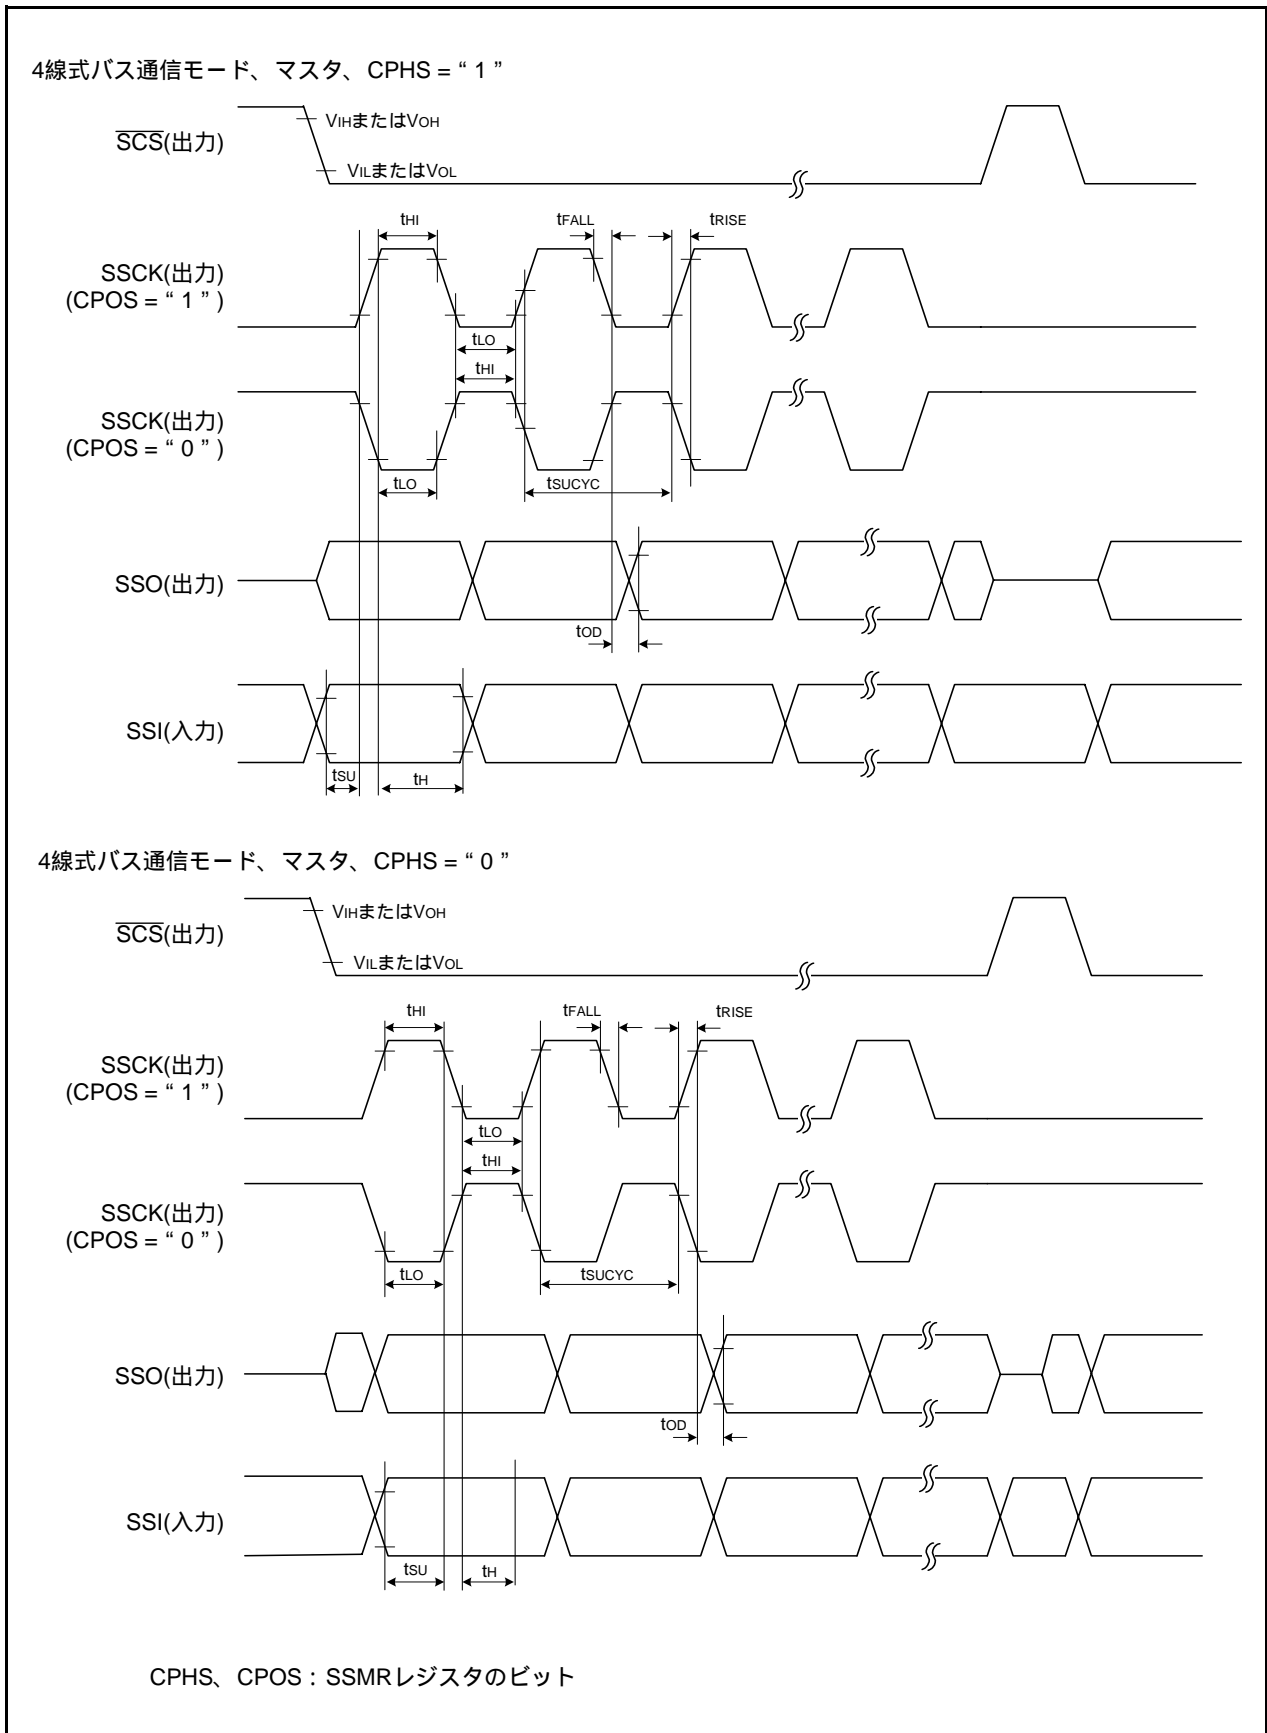 4線式バス通信モード、マスタ、CPHS = “ 1 ”
SCS(出力)
VIHまたはVOH
VILまたはVOL
tHI
tFALL
tRISE
SSCK(出力)
(CPOS = “ 1 ” )
tLO
tHI
SSCK(出力)
(CPOS = “ 0 ” )
tLO
tSUCYC
SSO(出力)
tOD
SSI(入力)
tSU
tH
4線式バス通信モード、マスタ、CPHS = “ 0 ”
SCS(出力)
VIHまたはVOH
VILまたはVOL
tHI
tFALL
tRISE
SSCK(出力)
(CPOS = “ 1 ” )
tLO
tHI
SSCK(出力)
(CPOS = “ 0 ” )
tLO
tSUCYC
SSO(出力)
tOD
SSI(入力)
tSU
tH
CPHS、CPOS : SSMRレジスタのビット